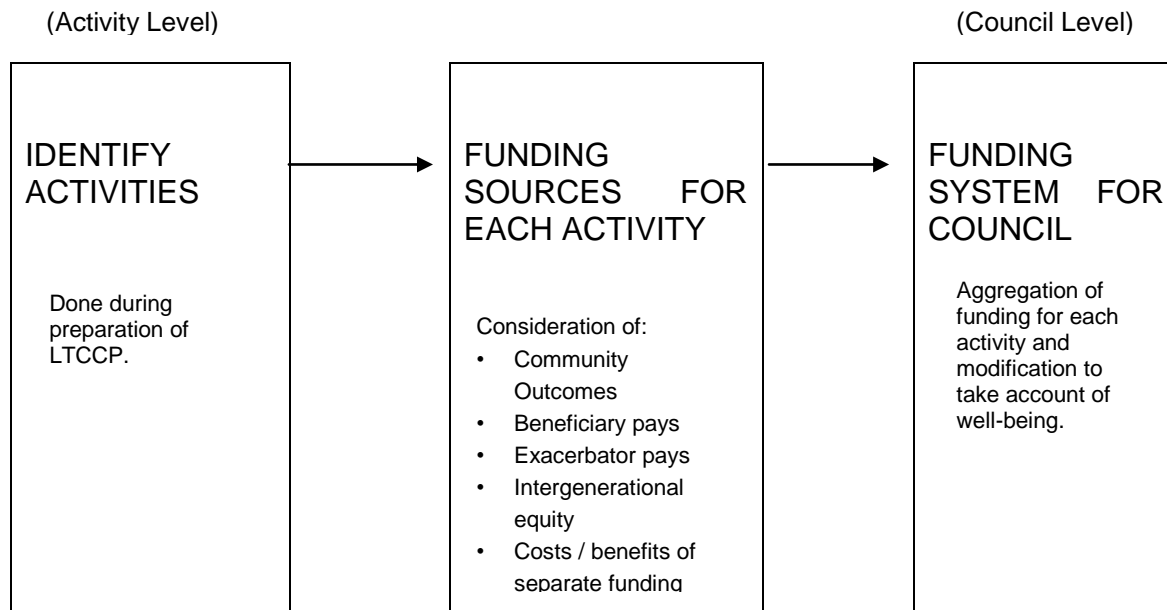 (Activity Level)
(Council Level)
IDENTIFY
ACTIVITIES
Done during
preparation of
LTCCP.
FUNDING
SOURCES FOR
EACH ACTIVITY
Consideration of:
• Community
Outcomes
• Beneficiary pays
• Exacerbator pays
• Intergenerational
equity
• Costs / benefits of
separate funding
FUNDING
SYSTEM FOR
COUNCIL
Aggregation of
funding for each
activity and
modification to
take account of
well-being.